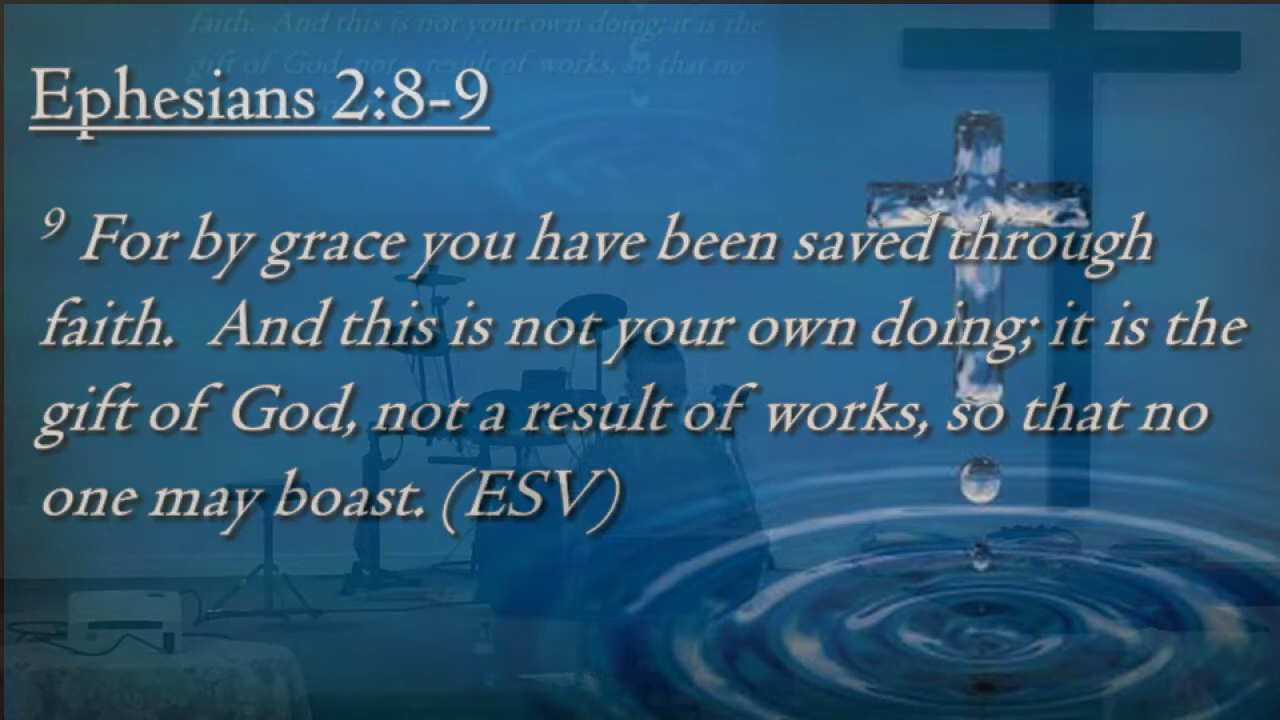 faith. And this is not your own doing; it is the
gift of God, not a result of works, so that no
Ephesians 2:8-9
9 For by grace you have been saved through
faith. And this is not your own doing; it is the
gift of God, not a result of works, so that no
one may boast. (ESV)